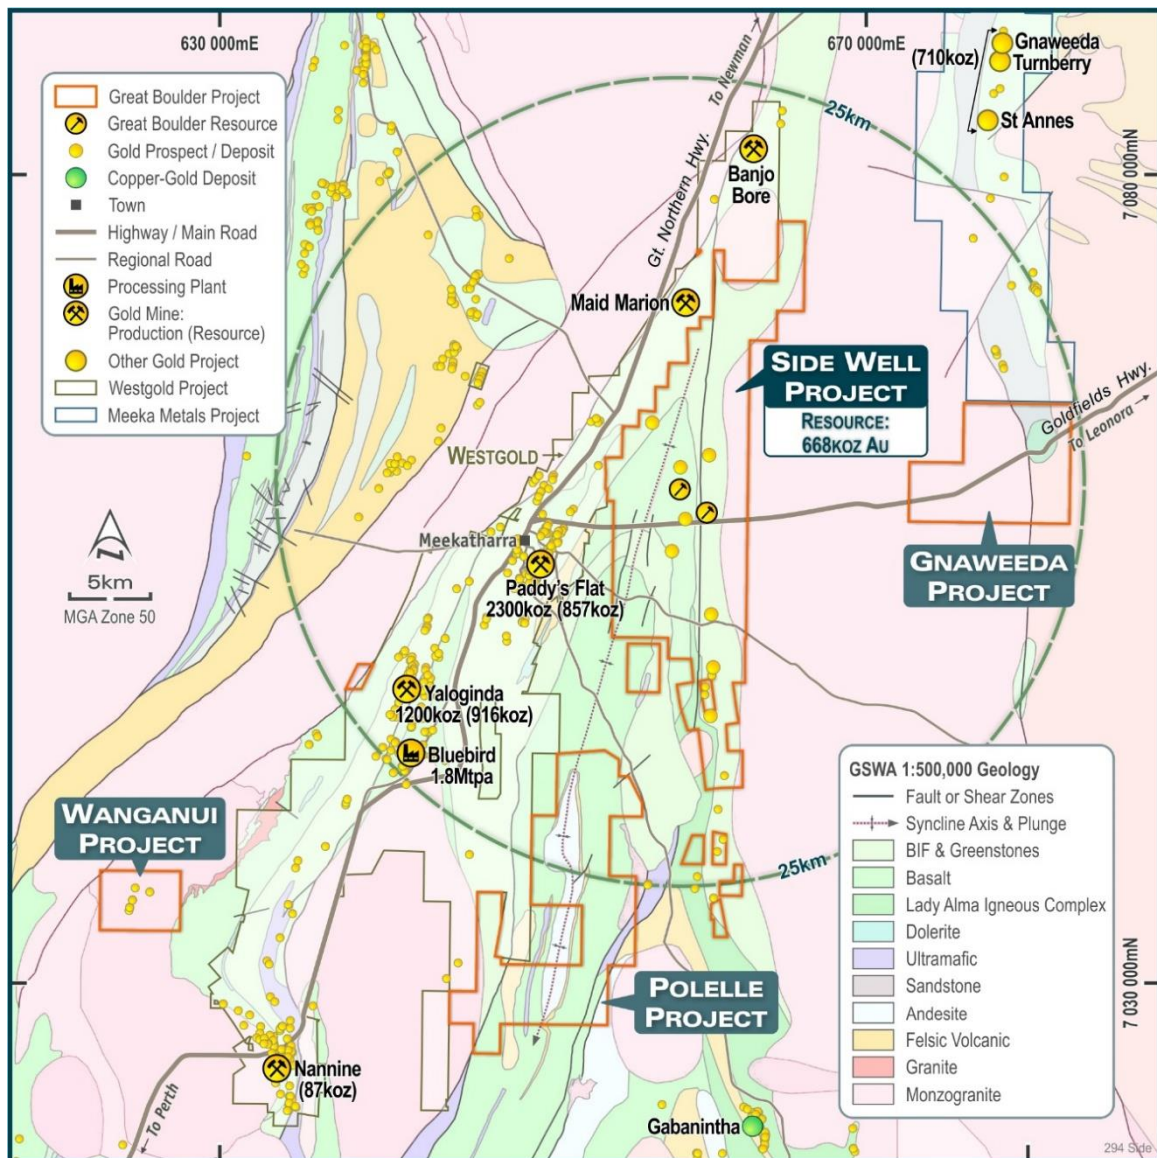 630 000mE
670 000mE
7 080 000mN
7 030 000mN
Great Boulder Project
Great Boulder Resource
Gold Prospect / Deposit
Copper-Gold Deposit
Town
Highway / Main Road
Regional Road
Processing Plant
Gold Mine:
Production (Resource)
Other Gold Project
Westgold Project
Meeka Metals Project
To Newman
25km
(710koz)
Gnaweeda
Turnberry
St Annes
Banjo
Bore
Gt. Northern Hwy.
Maid Marion
SIDE WELL
PROJECT
RESOURCE:
668KOZ AU
Goldfields Hwy.
To Leonora
WESTGOLD
Meekatharra
Paddy's Flat
2300koz (857koz)
GNAWEEDA
PROJECT
5km
MGA Zone 50
Yaloginda
1200koz (916koz)
Bluebird
1.8Mtpa
WANGANUI
PROJECT
25km
POLELLE
PROJECT
Nannine
(87koz)
To Perth
Gabanintha
GSWA 1:500,000 Geology
Fault or Shear Zones
Syncline Axis & Plunge
BIF & Greenstones
Basalt
Lady Alma Igneous Complex
Dolerite
Ultramafic
Sandstone
Andesite
Felsic Volcanic
Granite
Monzogranite
294 Side